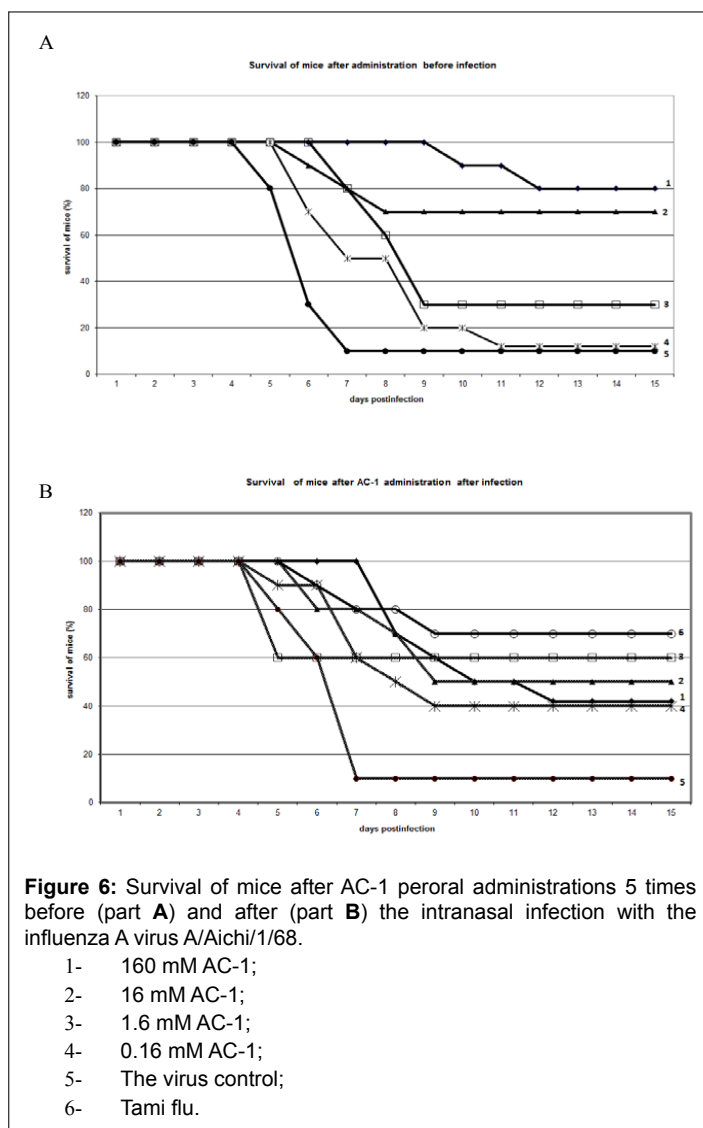 A
Survival of mice after administration before infection
120
100
80
60
40
20
0
survival of mice (%)
1
2
3
4
5
1 2 3 4 5 6 7 8 9 10 11 12 13 14 15
days postinfection
B
Survival of mice after AC-1 administration after infection
120
100
80
60
40
20
0
survival of mice (%)
6
3
2
1
4
5
1 2 3 4 5 6 7 8 9 10 11 12 13 14 15
days postinfection
Figure 6: Survival of mice after AC-1 peroral administrations 5 times
before (part A) and after (part B) the intranasal infection with the
influenza A virus A/Aichi/1/68.
1- 160 mM AC-1;
2- 16 mM AC-1;
3- 1.6 mM AC-1;
4- 0.16 mM AC-1;
5- The virus control;
6- Tami flu.